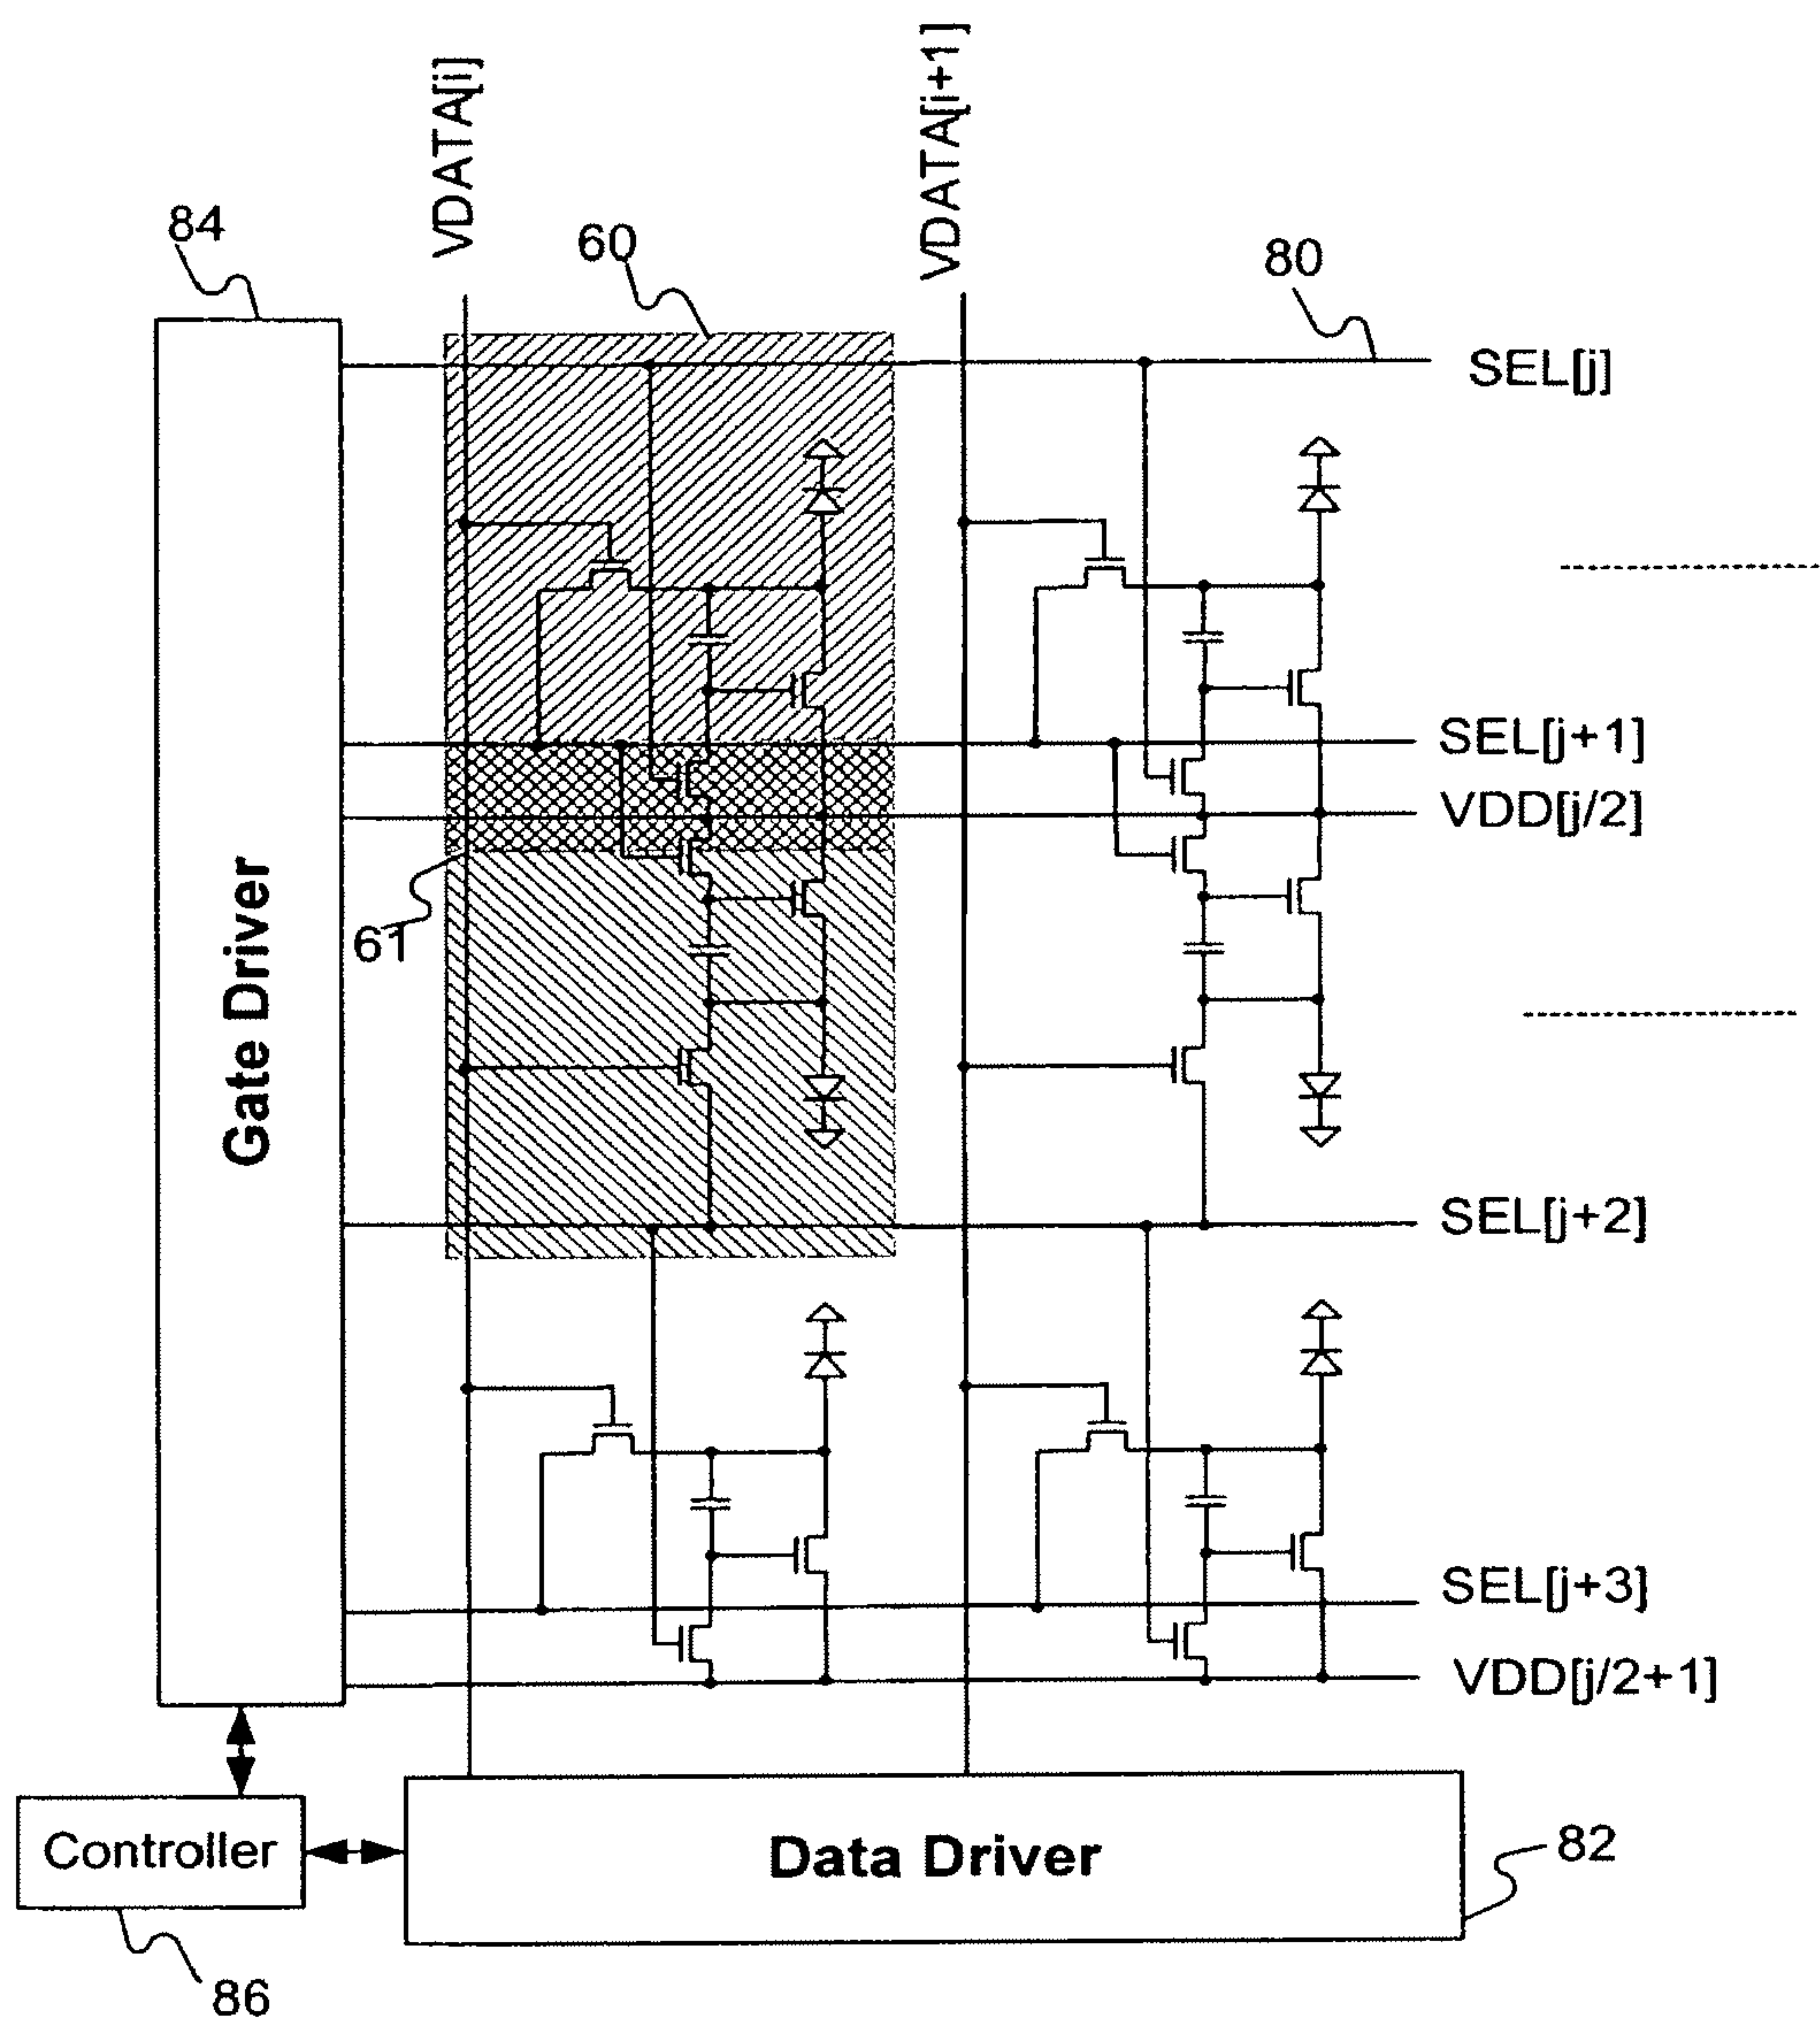 VDATA[i]
VDATA[i+1]
84
60
80
SEL[j]
SEL[j+1]
VDD[j/2]
61
Gate Driver
SEL[j+2]
SEL[j+3]
VDD[j/2+1]
Controller
Data Driver
82
86